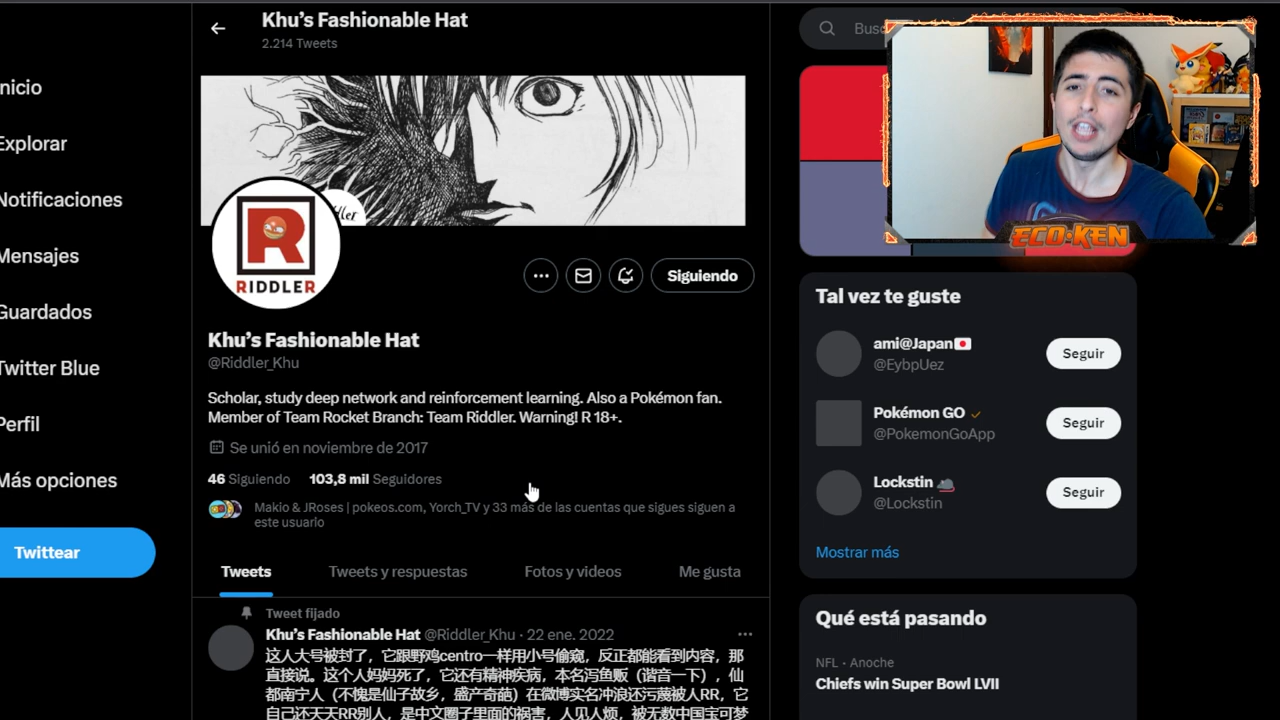 Khu's Fashionable Hat
2.214 Tweets
nicio
Explorar
Notificaciones
Mensajes
Guardados
Twitter Blue
Perfil
Más opciones
Twittear
ller
R
RIDDLER
Siguiendo
Khu's Fashionable Hat
@Riddler_Khu
Scholar, study deep network and reinforcement learning. Also a Pokémon fan.
Member of Team Rocket Branch: Team Riddler. Warning! R 18+.
Se unió en noviembre de 2017
46 Siguiendo 103,8 mil Seguidores
Makio & JRoses | pokeos.com, Yorch_TV y 33 más de las cuentas que sigues siguen a
este usuario
Tweets Tweets y respuestas Fotos y videos Me gusta
Tweet fijado
Khu's Fashionable Hat @Riddler_Khu · 22 ene. 2022
这人大号被封了，它跟野鸡centro一样用小号偷窥，反正都能看到内容，那
直接说。这个人妈妈死了，它还有精神疾病，本名泻鱼贩（谐音一下），仙
都南宁人（不愧是仙子故乡，盛产奇葩）在微博实名冲浪还污蔑被人RR，它
自己还天天RR别人，是中文圈子里面的祸害，人见人烦，被无数中国宝可梦
Busc
ECO·KEN
Tal vez te guste
ami@Japan
@EybpUez
Seguir
Pokémon GO
@PokemonGoApp
Seguir
Lockstin
@Lockstin
Seguir
Mostrar más
Qué está pasando
NFL · Anoche
Chiefs win Super Bowl LVII